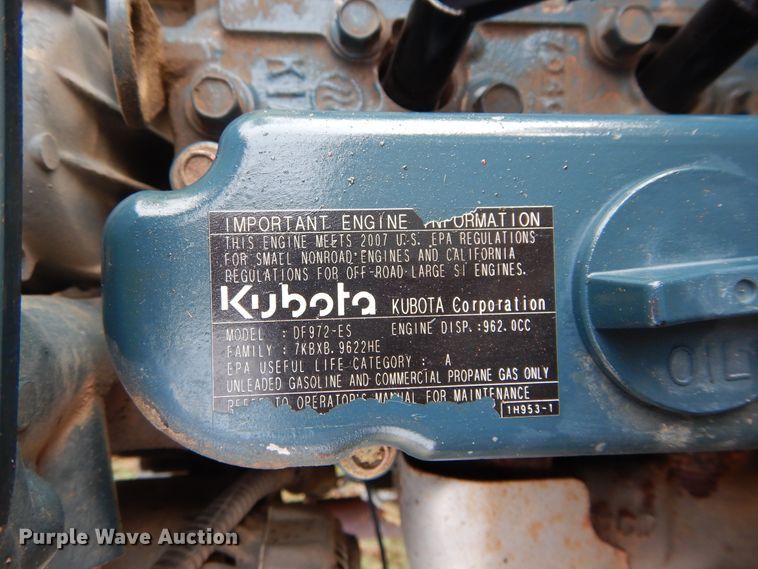 IMPORTANT ENGINE INFORMATION
THIS ENGINE MEETS 2007 U.S. EPA REGULATIONS
FOR SMALL NONROAD ENGINES AND CALIFORNIA
REGULATIONS FOR OFF-ROAD LARGE SI ENGINES.
Kubota KUBOTA Corporation
MODEL : DF972-ES ENGINE DISP.:962.0CC
FAMILY : 7KBXB.9622HE
EPA USEFUL LIFE CATEGORY : A
UNLEADED GASOLINE AND COMMERCIAL PROPANE GAS ONLY
REFER TO OPERATOR'S MANUAL FOR MAINTENANCE
1H953-1
OIL
Purple Wave Auction